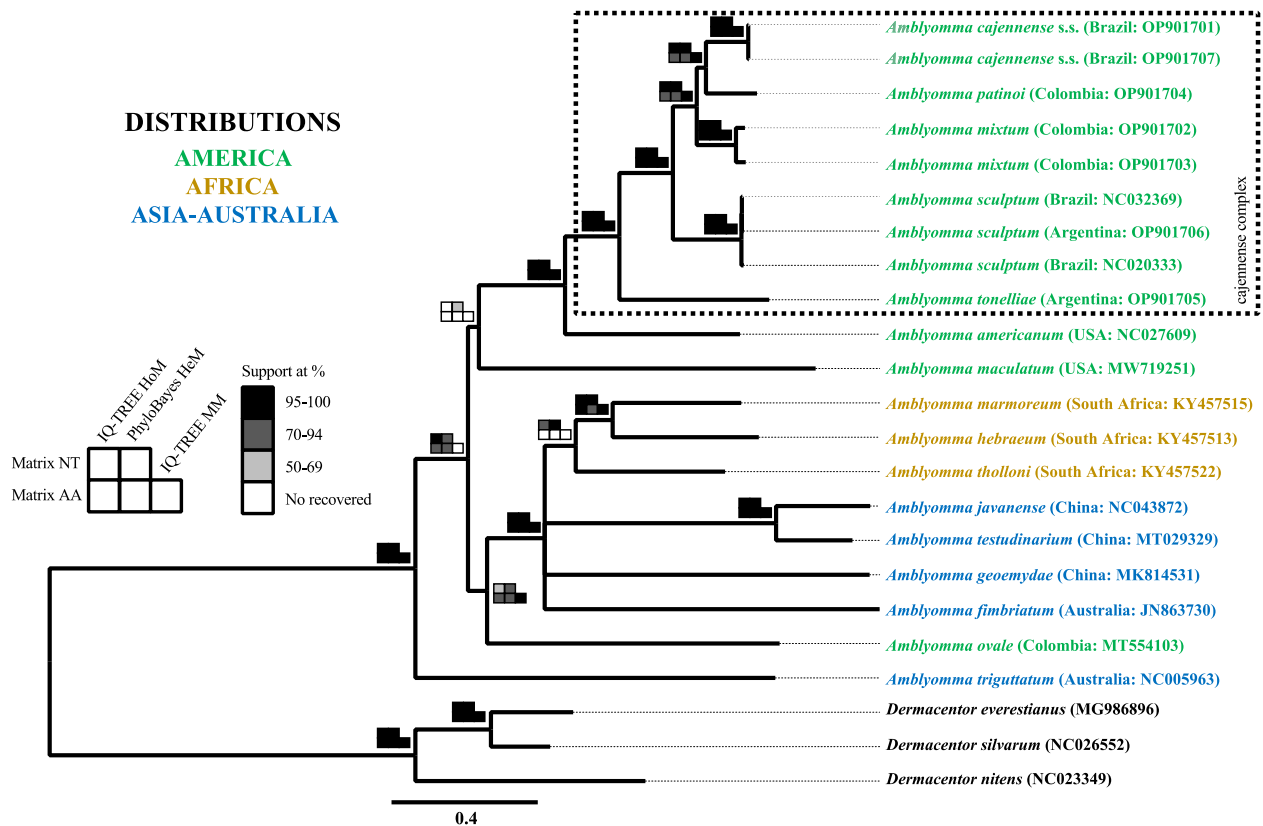 DISTRIBUTIONS
AMERICA
AFRICA
ASIA-AUSTRALIA
IQ-TREE HoM
PhyloBayes HeM
IQ-TREE MM
Matrix NT
Matrix AA
Support at %
95-100
70-94
50-69
No recovered
Amblyomma cajennense s.s. (Brazil: OP901701)
Amblyomma cajennense s.s. (Brazil: OP901707)
Amblyomma patinoi (Colombia: OP901704)
Amblyomma mixtum (Colombia: OP901702)
Amblyomma mixtum (Colombia: OP901703)
Amblyomma sculptum (Brazil: NC032369)
Amblyomma sculptum (Argentina: OP901706)
Amblyomma sculptum (Brazil: NC020333)
Amblyomma tonelliae (Argentina: OP901705)
cajennense complex
Amblyomma americanum (USA: NC027609)
Amblyomma maculatum (USA: MW719251)
Amblyomma marmoreum (South Africa: KY457515)
Amblyomma hebraeum (South Africa: KY457513)
Amblyomma tholloni (South Africa: KY457522)
Amblyomma javanense (China: NC043872)
Amblyomma testudinarium (China: MT029329)
Amblyomma geoemydae (China: MK814531)
Amblyomma fimbriatum (Australia: JN863730)
Amblyomma ovale (Colombia: MT554103)
Amblyomma triguttatum (Australia: NC005963)
Dermacentor everestianus (MG986896)
Dermacentor silvarum (NC026552)
Dermacentor nitens (NC023349)
0.4